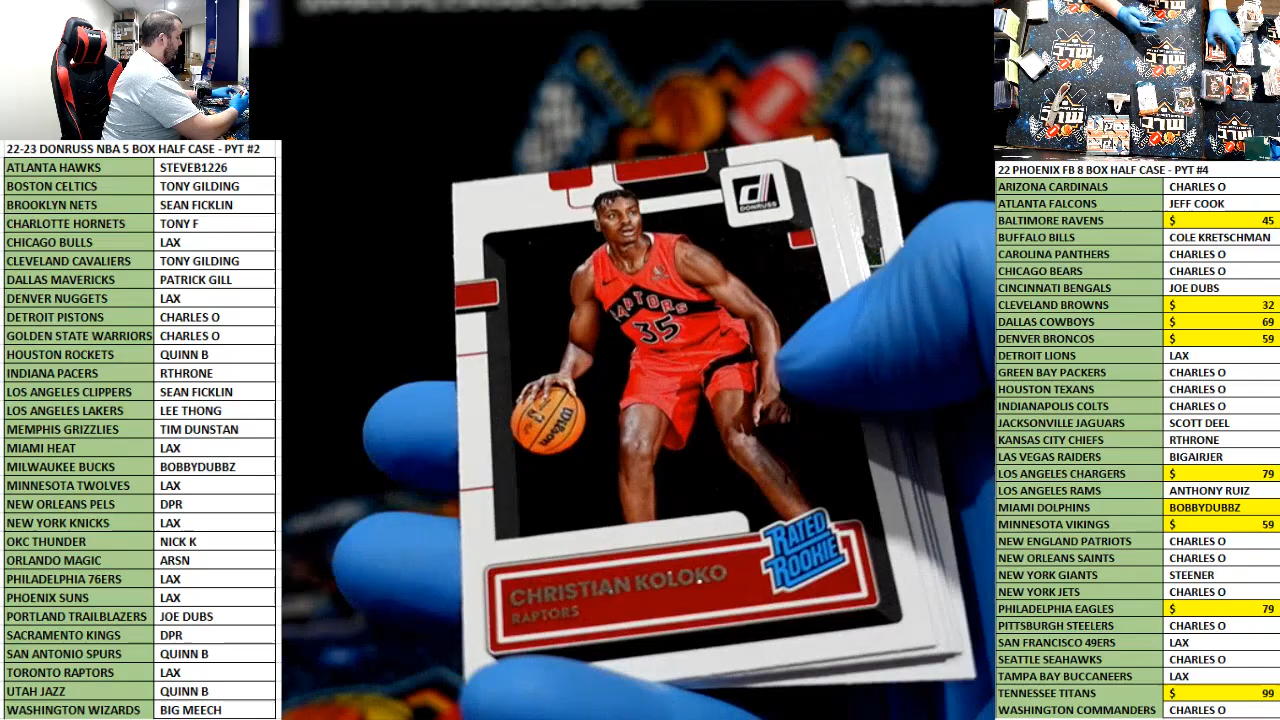 22-23 DONRUSS NBA 5 BOX HALF CASE - PYT #2
ATLANTA HAWKS STEVEB1226
BOSTON CELTICS TONY GILDING
BROOKLYN NETS SEAN FICKLIN
CHARLOTTE HORNETS TONY F
CHICAGO BULLS LAX
CLEVELAND CAVALIERS TONY GILDING
DALLAS MAVERICKS PATRICK GILL
DENVER NUGGETS LAX
DETROIT PISTONS CHARLES O
GOLDEN STATE WARRIORS CHARLES O
HOUSTON ROCKETS QUINN B
INDIANA PACERS RTHRONE
LOS ANGELES CLIPPERS SEAN FICKLIN
LOS ANGELES LAKERS LEE THONG
MEMPHIS GRIZZLIES TIM DUNSTAN
MIAMI HEAT LAX
MILWAUKEE BUCKS BOBBYDUBBZ
MINNESOTA TWOLVES LAX
NEW ORLEANS PELS DPR
NEW YORK KNICKS LAX
OKC THUNDER NICK K
ORLANDO MAGIC ARSN
PHILADELPHIA 76ERS LAX
PHOENIX SUNS LAX
PORTLAND TRAILBLAZERS JOE DUBS
SACRAMENTO KINGS DPR
SAN ANTONIO SPURS QUINN B
TORONTO RAPTORS LAX
UTAH JAZZ QUINN B
WASHINGTON WIZARDS BIG MEECH
DONRUSS
RAPTORS
35
Wilson
RATED
ROOKIE
CHRISTIAN KOLOKO
RAPTORS
22 PHOENIX FB 8 BOX HALF CASE - PYT #4
ARIZONA CARDINALS CHARLES O
ATLANTA FALCONS JEFF COOK
BALTIMORE RAVENS $ 45
BUFFALO BILLS COLE KRETSCHMAN
CAROLINA PANTHERS CHARLES O
CHICAGO BEARS CHARLES O
CINCINNATI BENGALS JOE DUBS
CLEVELAND BROWNS $ 32
DALLAS COWBOYS $ 69
DENVER BRONCOS $ 59
DETROIT LIONS LAX
GREEN BAY PACKERS CHARLES O
HOUSTON TEXANS CHARLES O
INDIANAPOLIS COLTS CHARLES O
JACKSONVILLE JAGUARS SCOTT DEEL
KANSAS CITY CHIEFS RTHRONE
LAS VEGAS RAIDERS BIGAIRJER
LOS ANGELES CHARGERS $ 79
LOS ANGELES RAMS ANTHONY RUIZ
MIAMI DOLPHINS BOBBYDUBBZ
MINNESOTA VIKINGS $ 59
NEW ENGLAND PATRIOTS CHARLES O
NEW ORLEANS SAINTS CHARLES O
NEW YORK GIANTS STEENER
NEW YORK JETS CHARLES O
PHILADELPHIA EAGLES $ 79
PITTSBURGH STEELERS CHARLES O
SAN FRANCISCO 49ERS LAX
SEATTLE SEAHAWKS CHARLES O
TAMPA BAY BUCCANEERS LAX
TENNESSEE TITANS $ 99
WASHINGTON COMMANDERS CHARLES O